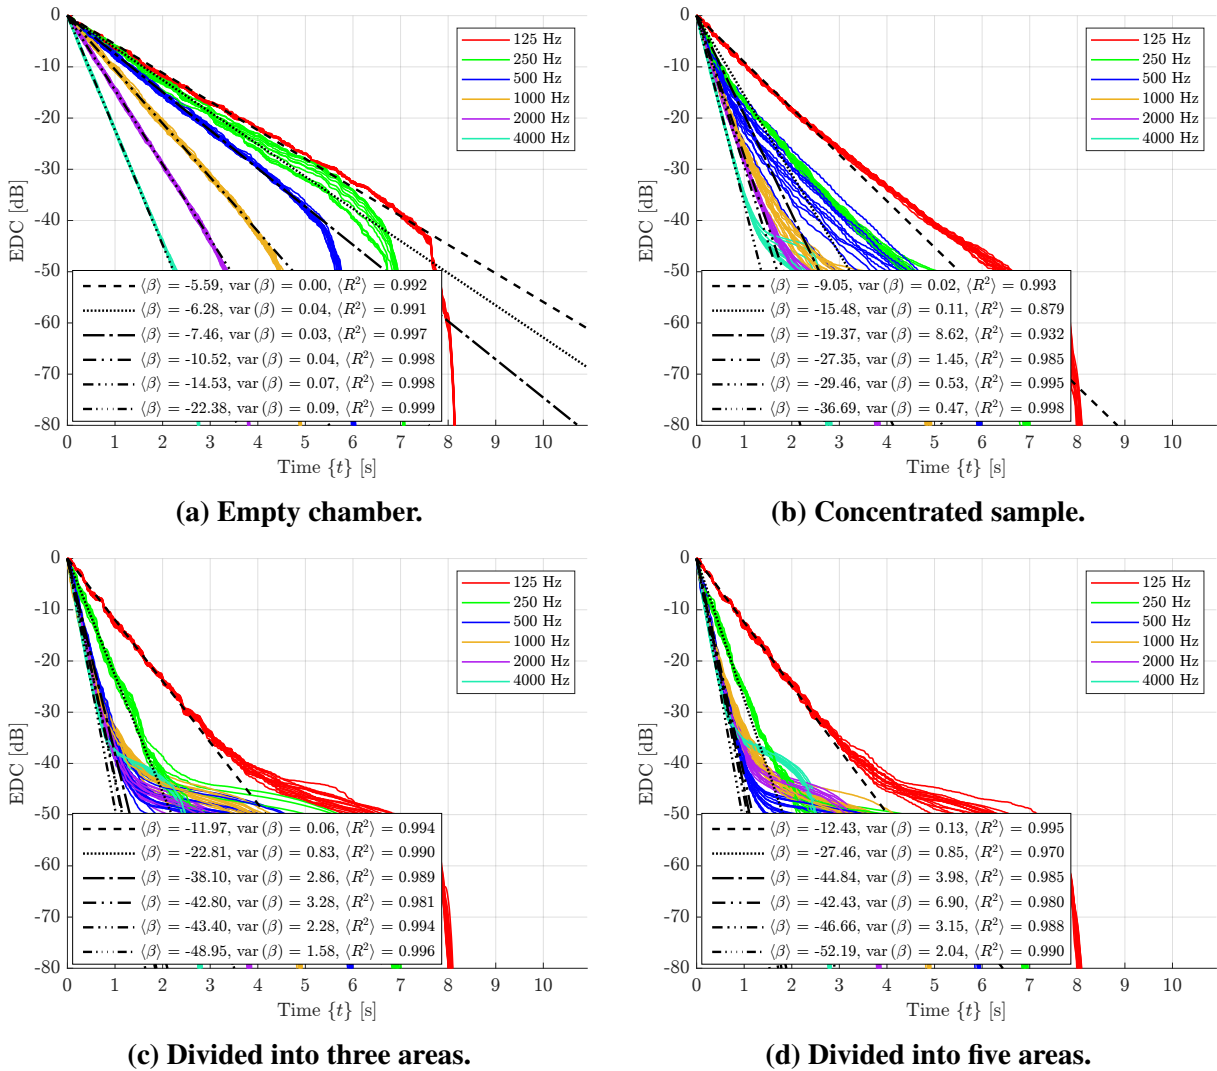 0
-10
-20
-30
-40
-50
-60
-70
-80
EDC [dB]
125 Hz
250 Hz
500 Hz
1000 Hz
2000 Hz
4000 Hz
⟨β⟩ = -5.59, var (β) = 0.00, ⟨R²⟩ = 0.992
⟨β⟩ = -6.28, var (β) = 0.04, ⟨R²⟩ = 0.991
⟨β⟩ = -7.46, var (β) = 0.03, ⟨R²⟩ = 0.997
⟨β⟩ = -10.52, var (β) = 0.04, ⟨R²⟩ = 0.998
⟨β⟩ = -14.53, var (β) = 0.07, ⟨R²⟩ = 0.998
⟨β⟩ = -22.38, var (β) = 0.09, ⟨R²⟩ = 0.999
0 1 2 3 4 5 6 7 8 9 10
Time {t} [s]
(a) Empty chamber.
0
-10
-20
-30
-40
-50
-60
-70
-80
EDC [dB]
125 Hz
250 Hz
500 Hz
1000 Hz
2000 Hz
4000 Hz
⟨β⟩ = -9.05, var (β) = 0.02, ⟨R²⟩ = 0.993
⟨β⟩ = -15.48, var (β) = 0.11, ⟨R²⟩ = 0.879
⟨β⟩ = -19.37, var (β) = 8.62, ⟨R²⟩ = 0.932
⟨β⟩ = -27.35, var (β) = 1.45, ⟨R²⟩ = 0.985
⟨β⟩ = -29.46, var (β) = 0.53, ⟨R²⟩ = 0.995
⟨β⟩ = -36.69, var (β) = 0.47, ⟨R²⟩ = 0.998
0 1 2 3 4 5 6 7 8 9 10
Time {t} [s]
(b) Concentrated sample.
0
-10
-20
-30
-40
-50
-60
-70
-80
EDC [dB]
125 Hz
250 Hz
500 Hz
1000 Hz
2000 Hz
4000 Hz
⟨β⟩ = -11.97, var (β) = 0.06, ⟨R²⟩ = 0.994
⟨β⟩ = -22.81, var (β) = 0.83, ⟨R²⟩ = 0.990
⟨β⟩ = -38.10, var (β) = 2.86, ⟨R²⟩ = 0.989
⟨β⟩ = -42.80, var (β) = 3.28, ⟨R²⟩ = 0.981
⟨β⟩ = -43.40, var (β) = 2.28, ⟨R²⟩ = 0.994
⟨β⟩ = -48.95, var (β) = 1.58, ⟨R²⟩ = 0.996
0 1 2 3 4 5 6 7 8 9 10
Time {t} [s]
(c) Divided into three areas.
0
-10
-20
-30
-40
-50
-60
-70
-80
EDC [dB]
125 Hz
250 Hz
500 Hz
1000 Hz
2000 Hz
4000 Hz
⟨β⟩ = -12.43, var (β) = 0.13, ⟨R²⟩ = 0.995
⟨β⟩ = -27.46, var (β) = 0.85, ⟨R²⟩ = 0.970
⟨β⟩ = -44.84, var (β) = 3.98, ⟨R²⟩ = 0.985
⟨β⟩ = -42.43, var (β) = 6.90, ⟨R²⟩ = 0.980
⟨β⟩ = -46.66, var (β) = 3.15, ⟨R²⟩ = 0.988
⟨β⟩ = -52.19, var (β) = 2.04, ⟨R²⟩ = 0.990
0 1 2 3 4 5 6 7 8 9 10
Time {t} [s]
(d) Divided into five areas.